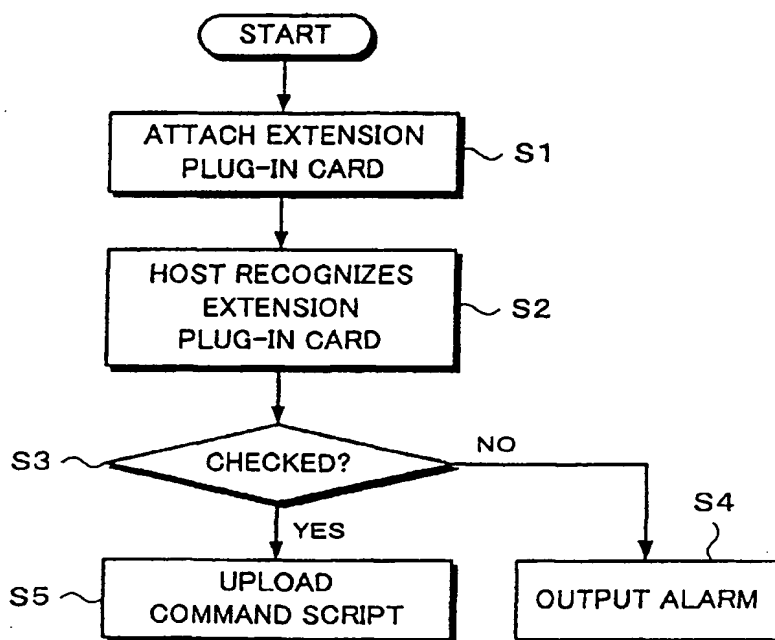 START
ATTACH EXTENSION
PLUG-IN CARD
S1
HOST RECOGNIZES
EXTENSION
PLUG-IN CARD
S2
S3
CHECKED?
NO
YES
S4
S5
UPLOAD
COMMAND SCRIPT
OUTPUT ALARM